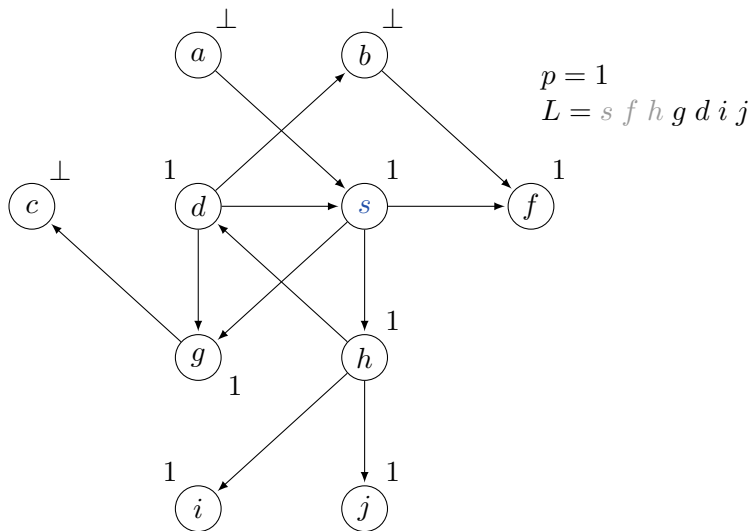 ⊥ ⊥
a b
p = 1
L = s f h g d i j
⊥ 1 1 1
c d s f
1
g h
1
1 1
i j